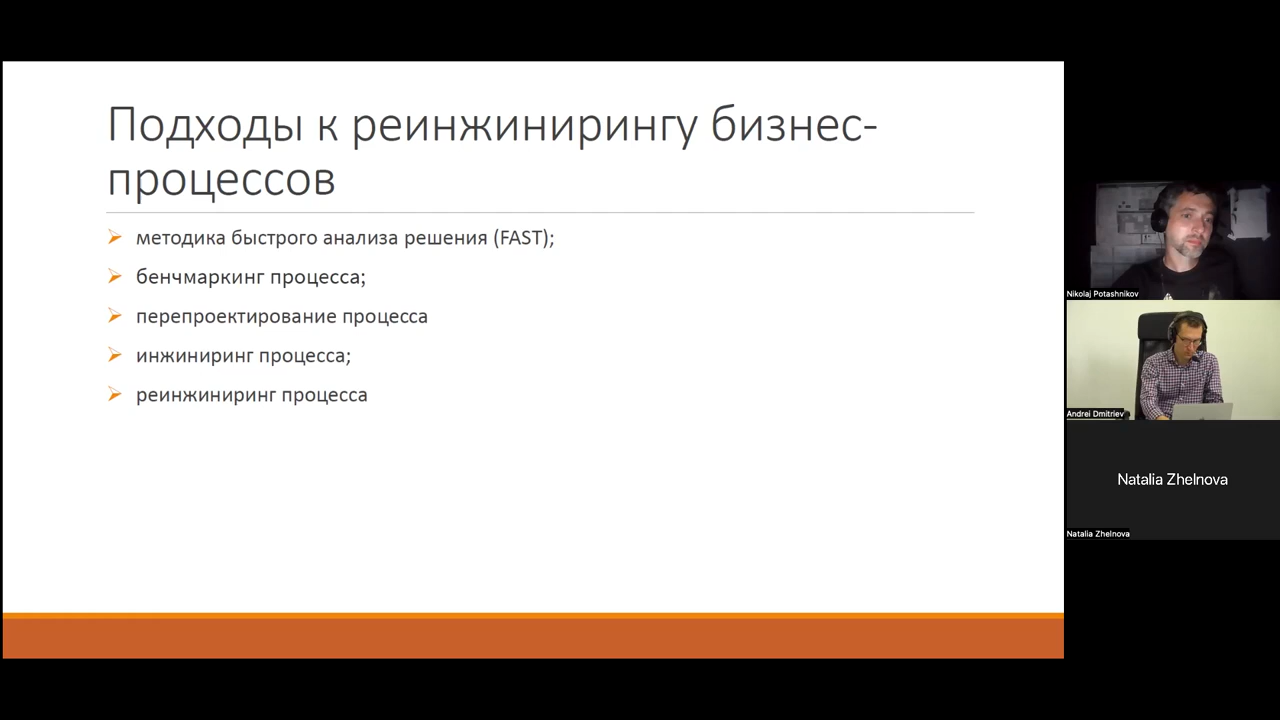 Подходы к реинжинирингу бизнес-
процессов
методика быстрого анализа решения (FAST);
бенчмаркинг процесса;
перепроектирование процесса
инжиниринг процесса;
реинжиниринг процесса
Nikolaj Potashnikov
Andrei Dmitriev
Natalia Zhelnova
Natalia Zhelnova